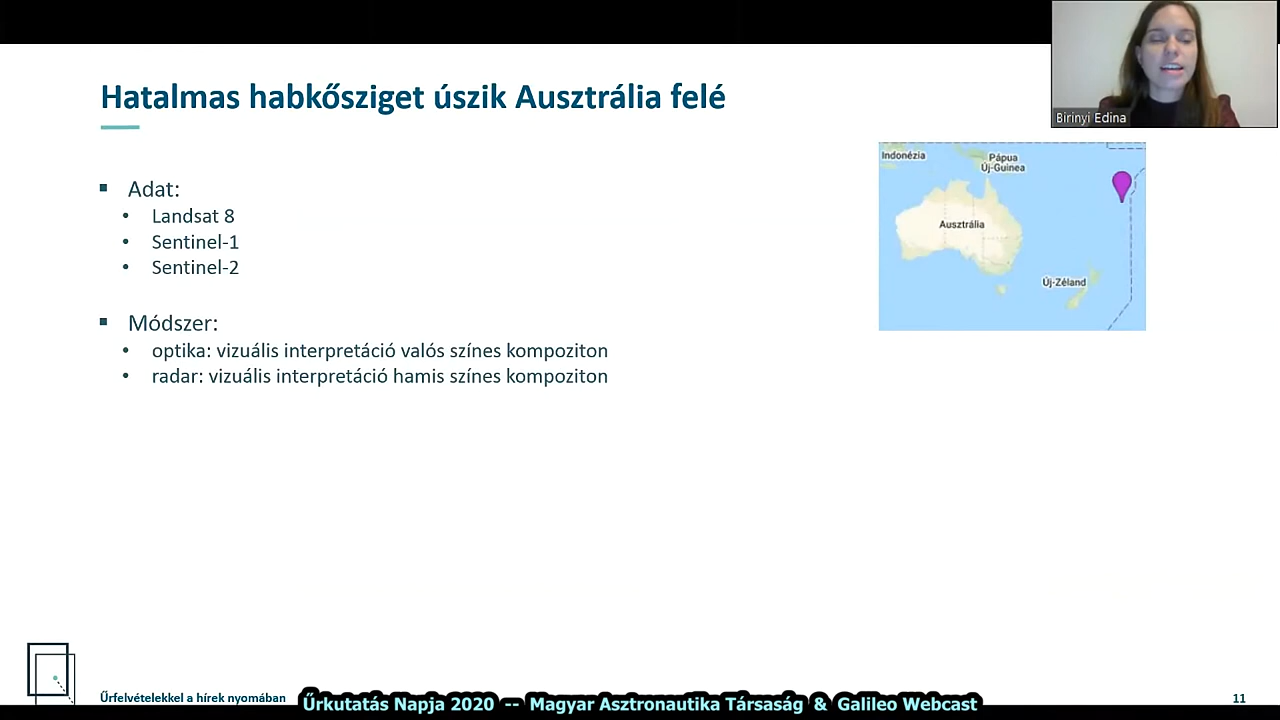 Hatalmas habkősziget úszik Ausztrália felé
Birinyi Edina
Adat:
Landsat 8
Sentinel-1
Sentinel-2
Módszer:
optika: vizuális interpretáció valós színes kompoziton
radar: vizuális interpretáció hamis színes kompoziton
Indonézia
Pápua
Új-Guinea
Ausztrália
Új-Zéland
Űrfelvételekkel a hírek nyomában
Űrkutatás Napja 2020 -- Magyar Asztronautika Társaság & Galileo Webcast
11